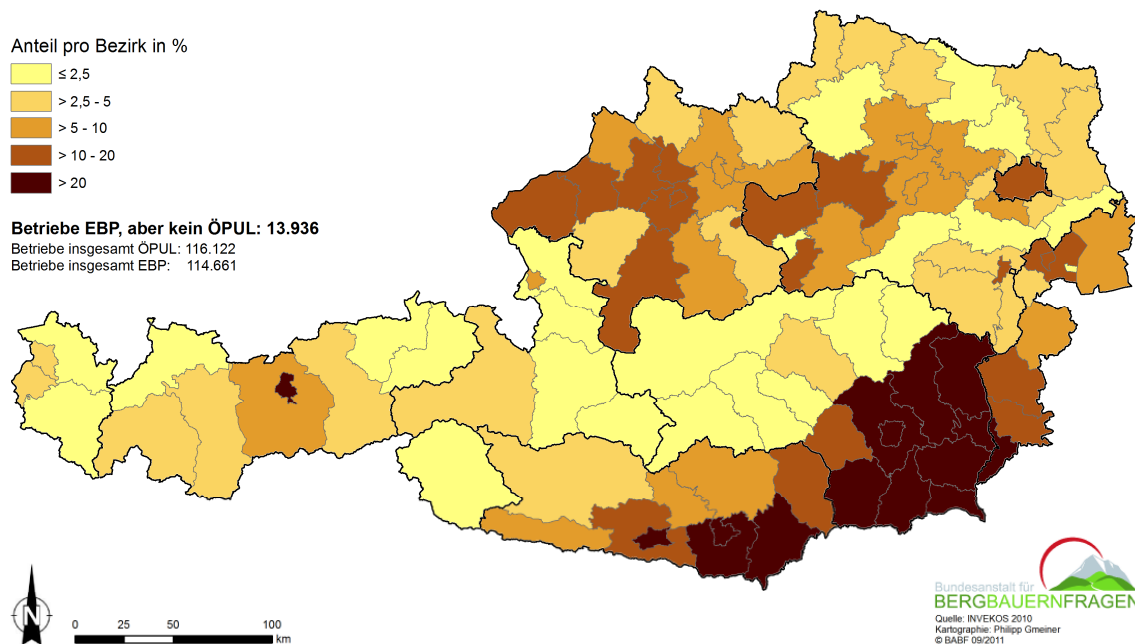 Anteil pro Bezirk in %
≤ 2,5
> 2,5 - 5
> 5 - 10
> 10 - 20
> 20
Betriebe EBP, aber kein ÖPUL: 13.936
Betriebe insgesamt ÖPUL: 116.122
Betriebe insgesamt EBP: 114.661
N
0 25 50 100
km
Bundesanstalt für
BERGBAUERNFRAGEN
Quelle: INVEKOS 2010
Kartographie: Philipp Gmeiner
© BABF 09/2011